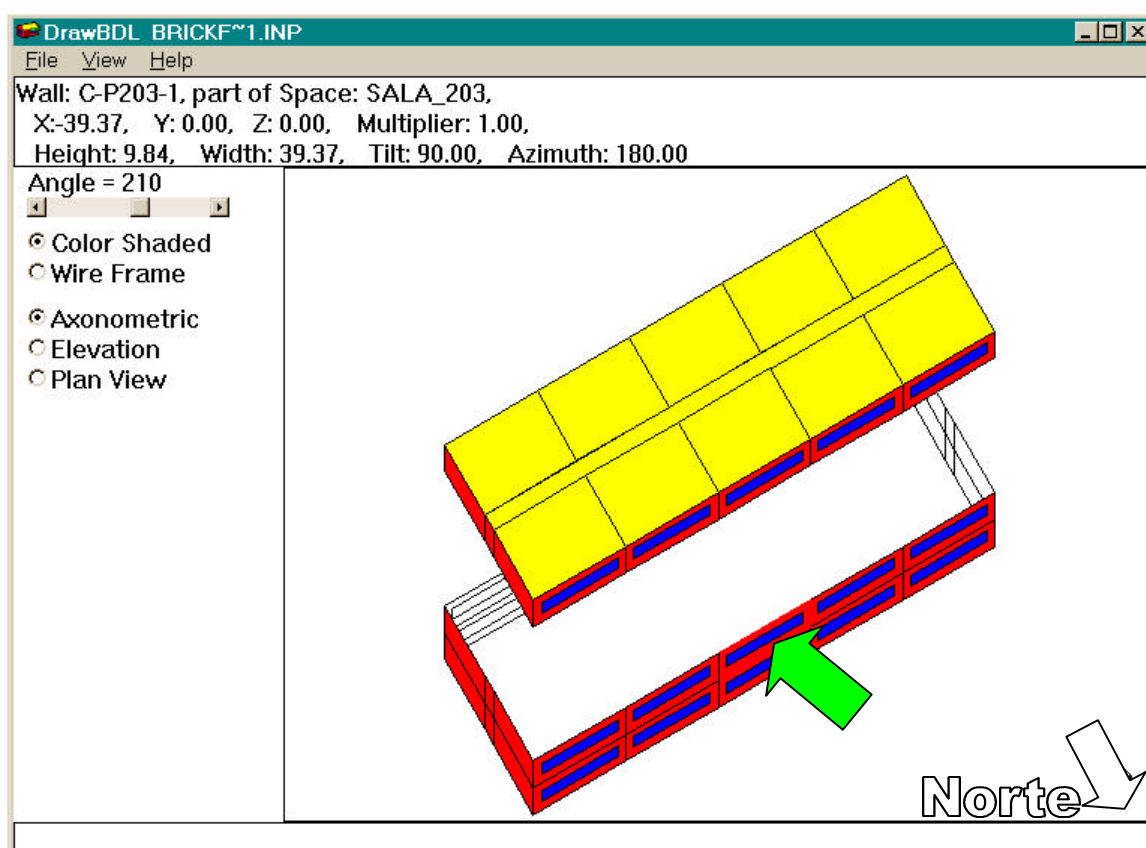 DrawBDL BRICKF~1.INP
File View Help
Wall: C-P203-1, part of Space: SALA_203,
X:-39.37, Y: 0.00, Z: 0.00, Multiplier: 1.00,
Height: 9.84, Width: 39.37, Tilt: 90.00, Azimuth: 180.00
Angle = 210
Color Shaded
Wire Frame
Axonometric
Elevation
Plan View
Norte